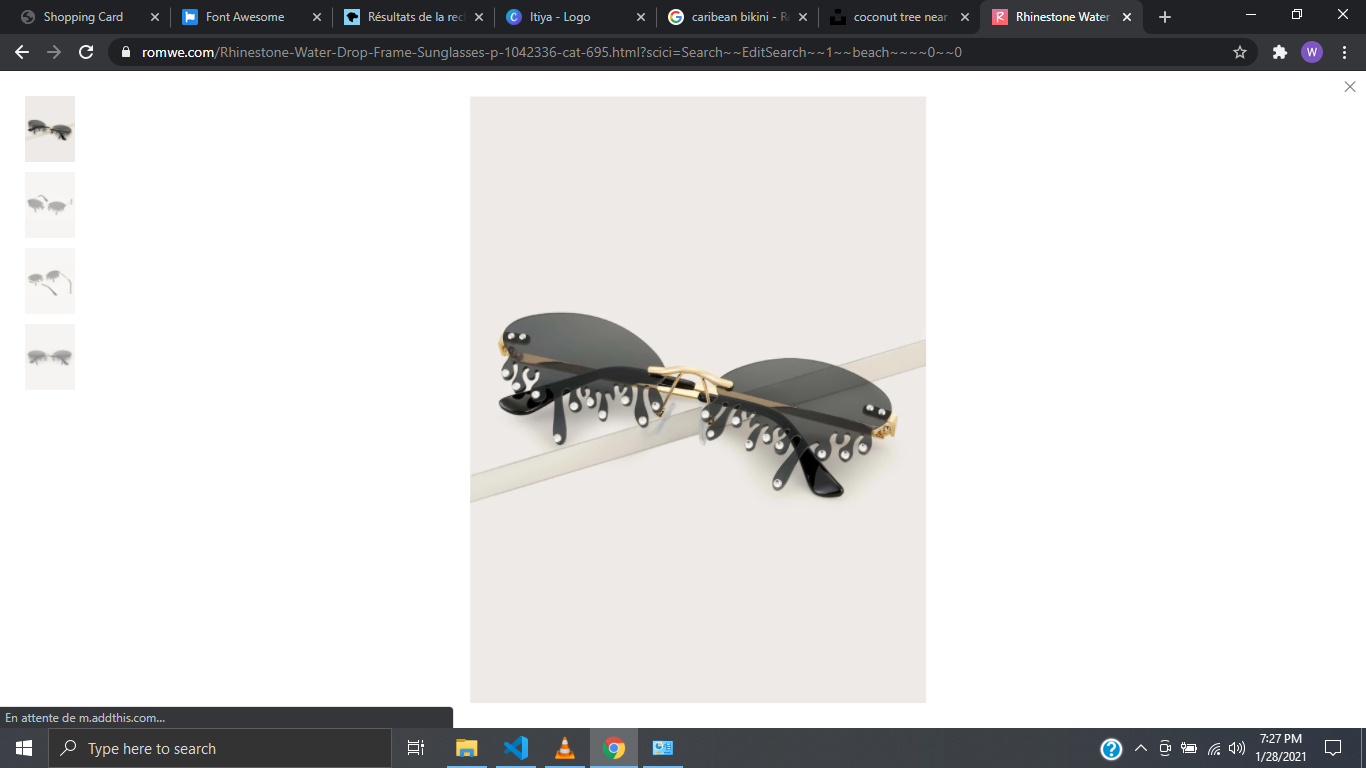 Shopping Card
Font Awesome
Résultats de la rec
Itiya - Logo
caribean bikini - R
coconut tree near
Rhinestone Water
romwe.com/Rhinestone-Water-Drop-Frame-Sunglasses-p-1042336-cat-695.html?scici=Search~~EditSearch~~1~~beach~~~~0~~0
W
En attente de m.addthis.com...
Type here to search
7:27 PM
1/28/2021